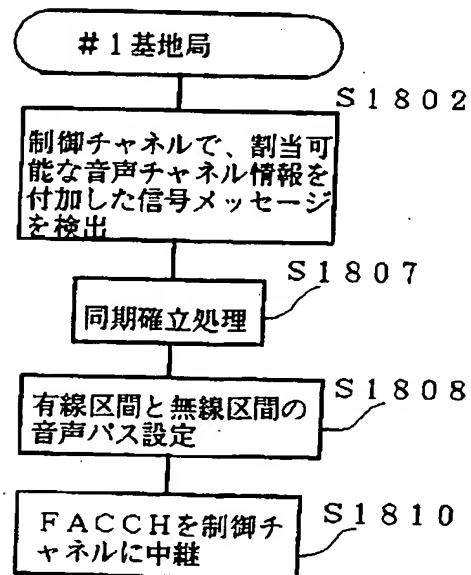 ＃１基地局
Ｓ１８０２
制御チャネルで、割当可
能な音声チャネル情報を
付加した信号メッセージ
を検出
Ｓ１８０７
同期確立処理
Ｓ１８０８
有線区間と無線区間の
音声パス設定
Ｓ１８１０
ＦＡＣＣＨを制御チ
ャネルに中継